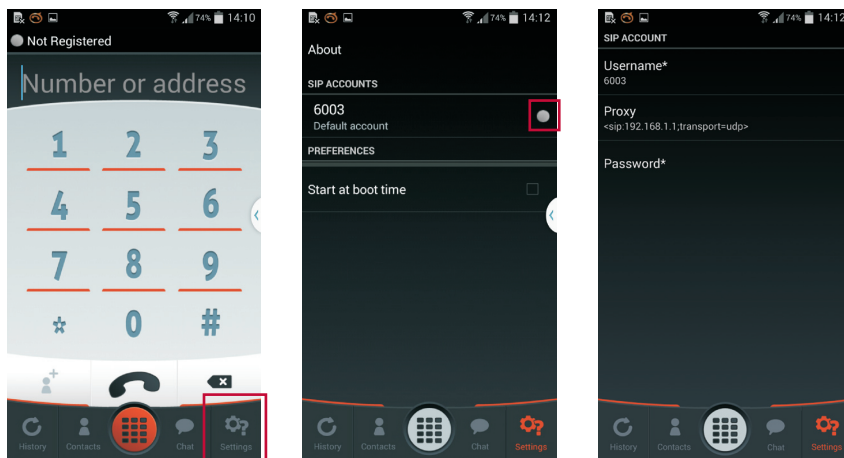 74% 14:10
Not Registered
Number or address
1 2 3
4 5 6
7 8 9
* 0 #
History Contacts Chat Settings
74% 14:12
About
SIP ACCOUNTS
6003
Default account
PREFERENCES
Start at boot time
History Contacts Chat Settings
74% 14:12
SIP ACCOUNT
Username*
6003
Proxy
<sip:192.168.1.1;transport=udp>
Password*
History Contacts Chat Settings